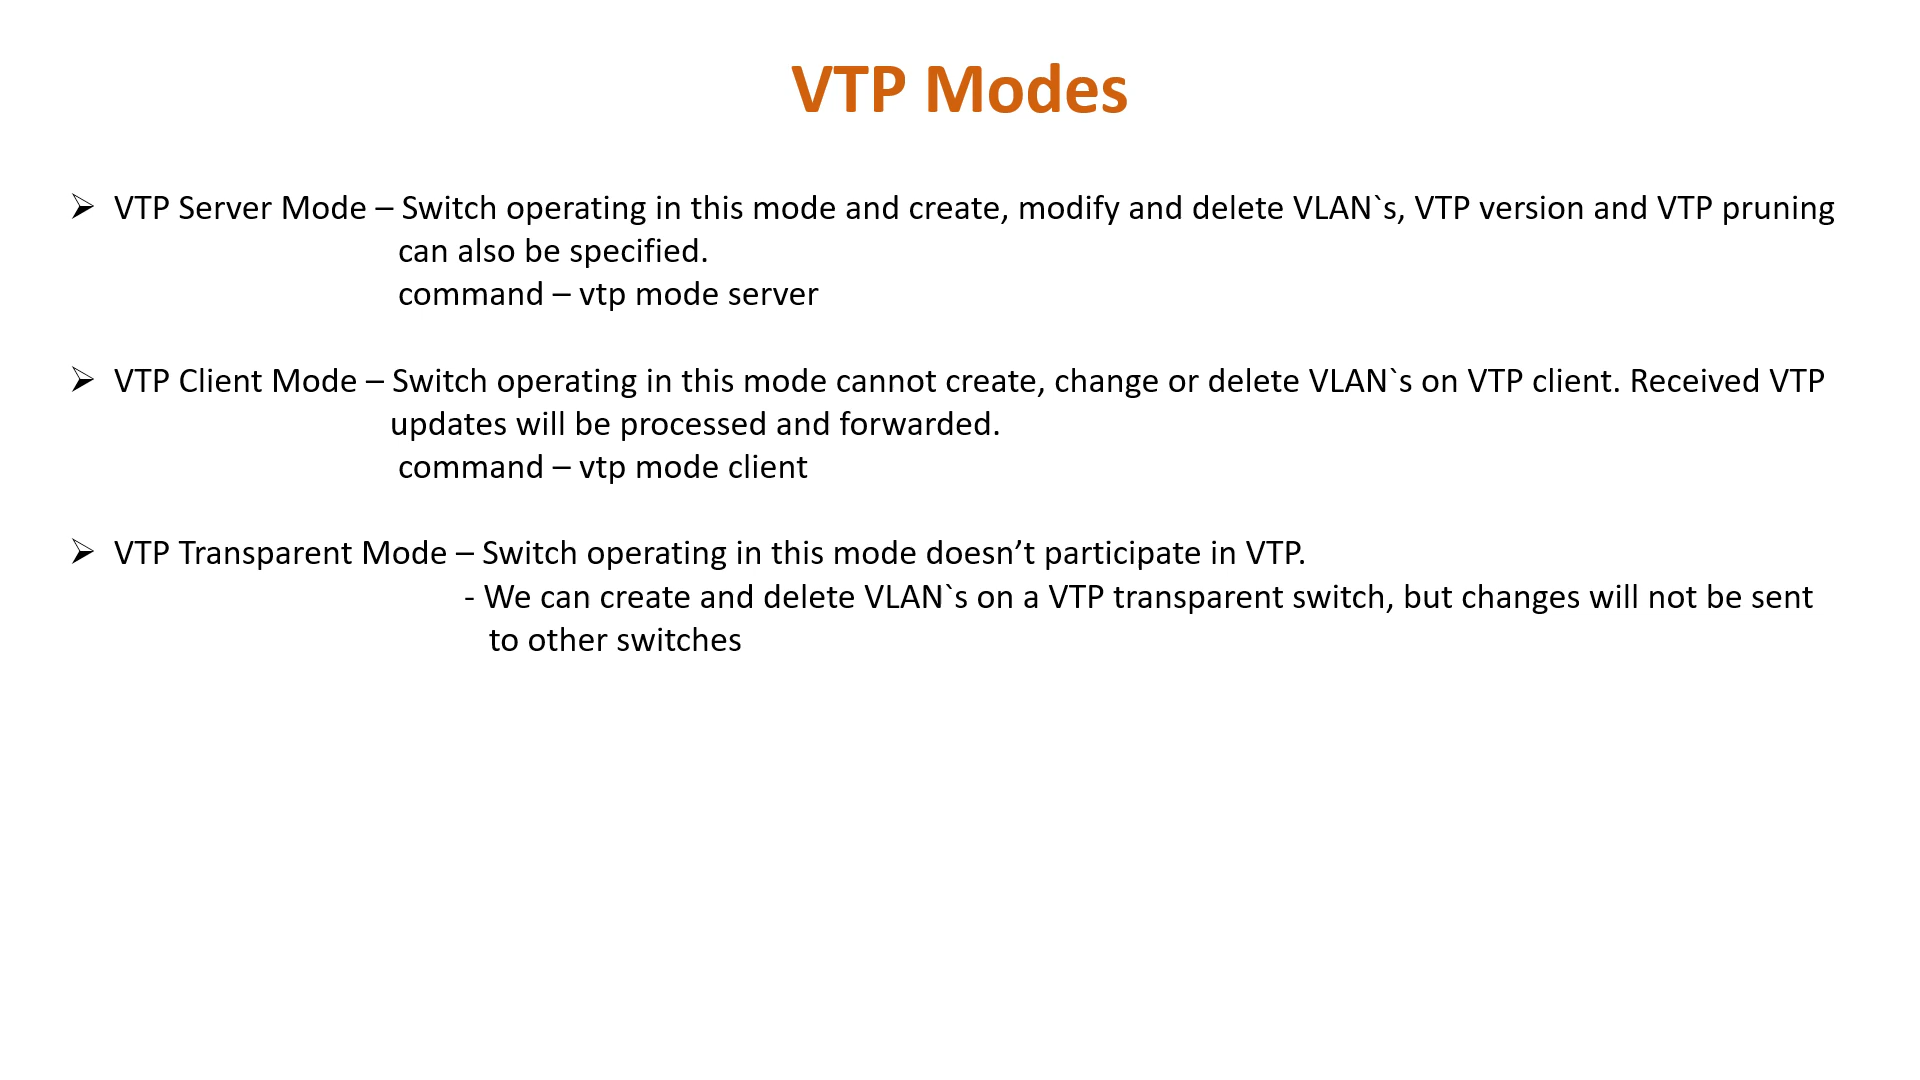 VTP Modes
➢ VTP Server Mode – Switch operating in this mode and create, modify and delete VLAN`s, VTP version and VTP pruning
can also be specified.
command – vtp mode server
➢ VTP Client Mode – Switch operating in this mode cannot create, change or delete VLAN`s on VTP client. Received VTP
updates will be processed and forwarded.
command – vtp mode client
➢ VTP Transparent Mode – Switch operating in this mode doesn’t participate in VTP.
- We can create and delete VLAN`s on a VTP transparent switch, but changes will not be sent
to other switches